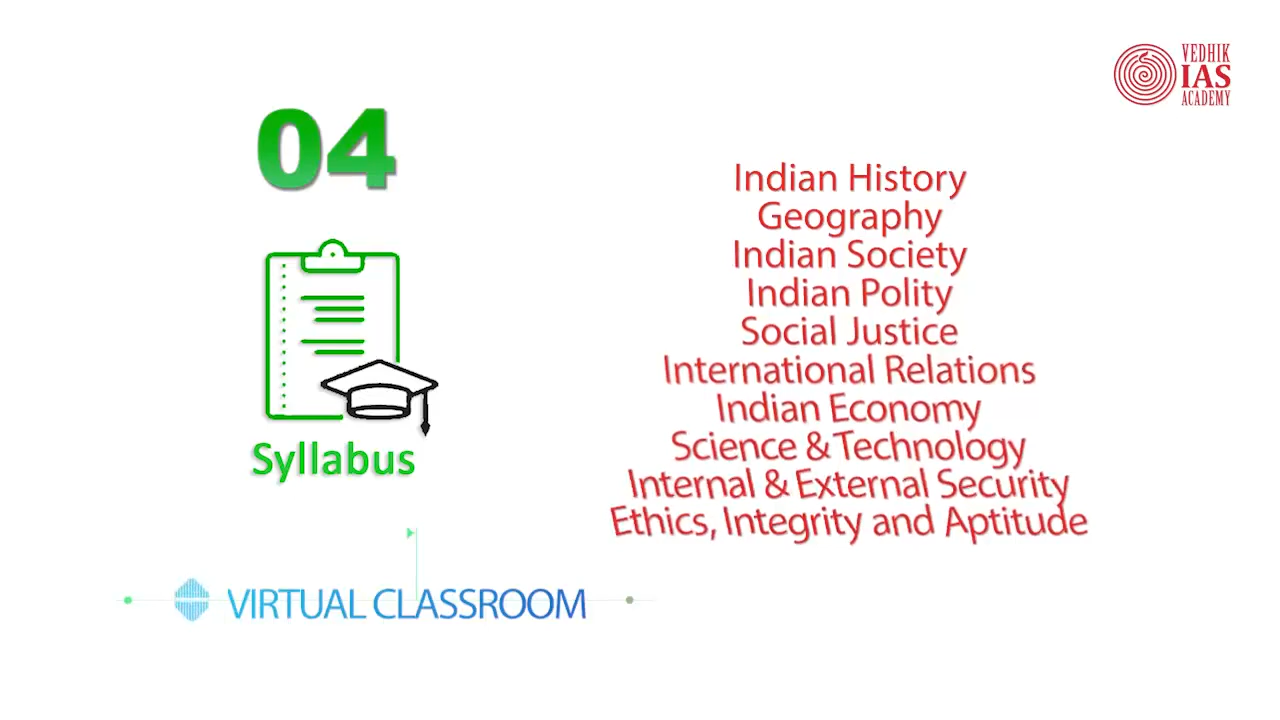 VEDHIK
IAS
ACADEMY
04
Syllabus
Indian History
Geography
Indian Society
Indian Polity
Social Justice
International Relations
Indian Economy
Science & Technology
Internal & External Security
Ethics, Integrity and Aptitude
VIRTUAL CLASSROOM